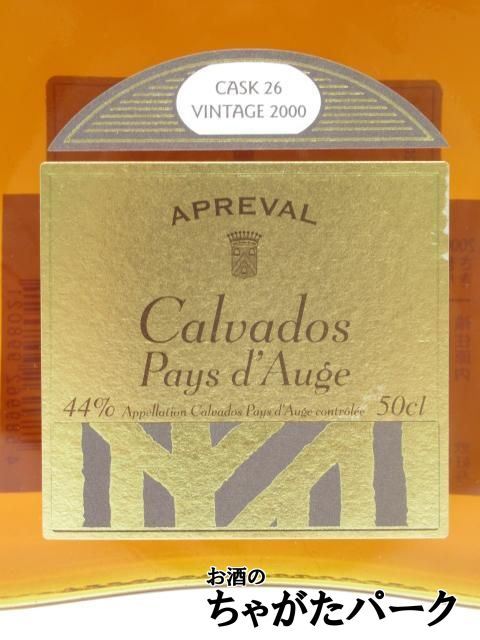 CASK 26
VINTAGE 2000
APREVAL
Calvados
Pays d'Auge
44% Appellation Calvados Pays d'Auge contrôlée 50cl
お酒の
ちゃがたパーク